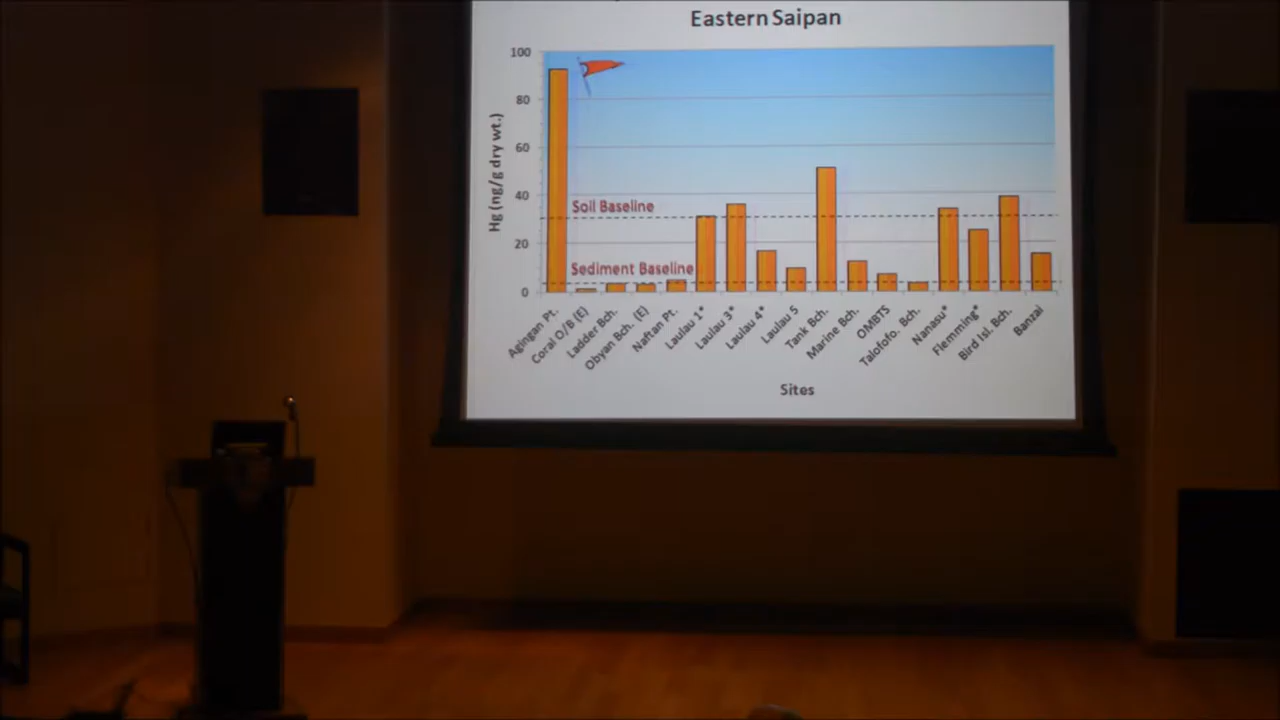 Eastern Saipan
100
80
60
40
20
0
Hg (ng/g dry wt.)
Soil Baseline
Sediment Baseline
Agingan Pt.
Coral O/B (E)
Ladder Bch.
Obyan Bch. (E)
Naftan Pt.
Laulau 1*
Laulau 3*
Laulau 4*
Laulau 5
Tank Bch.
Marine Bch.
OMBTS
Talofofo. Bch.
Nanasu*
Flemming*
Bird Isl. Bch.
Banzai
Sites